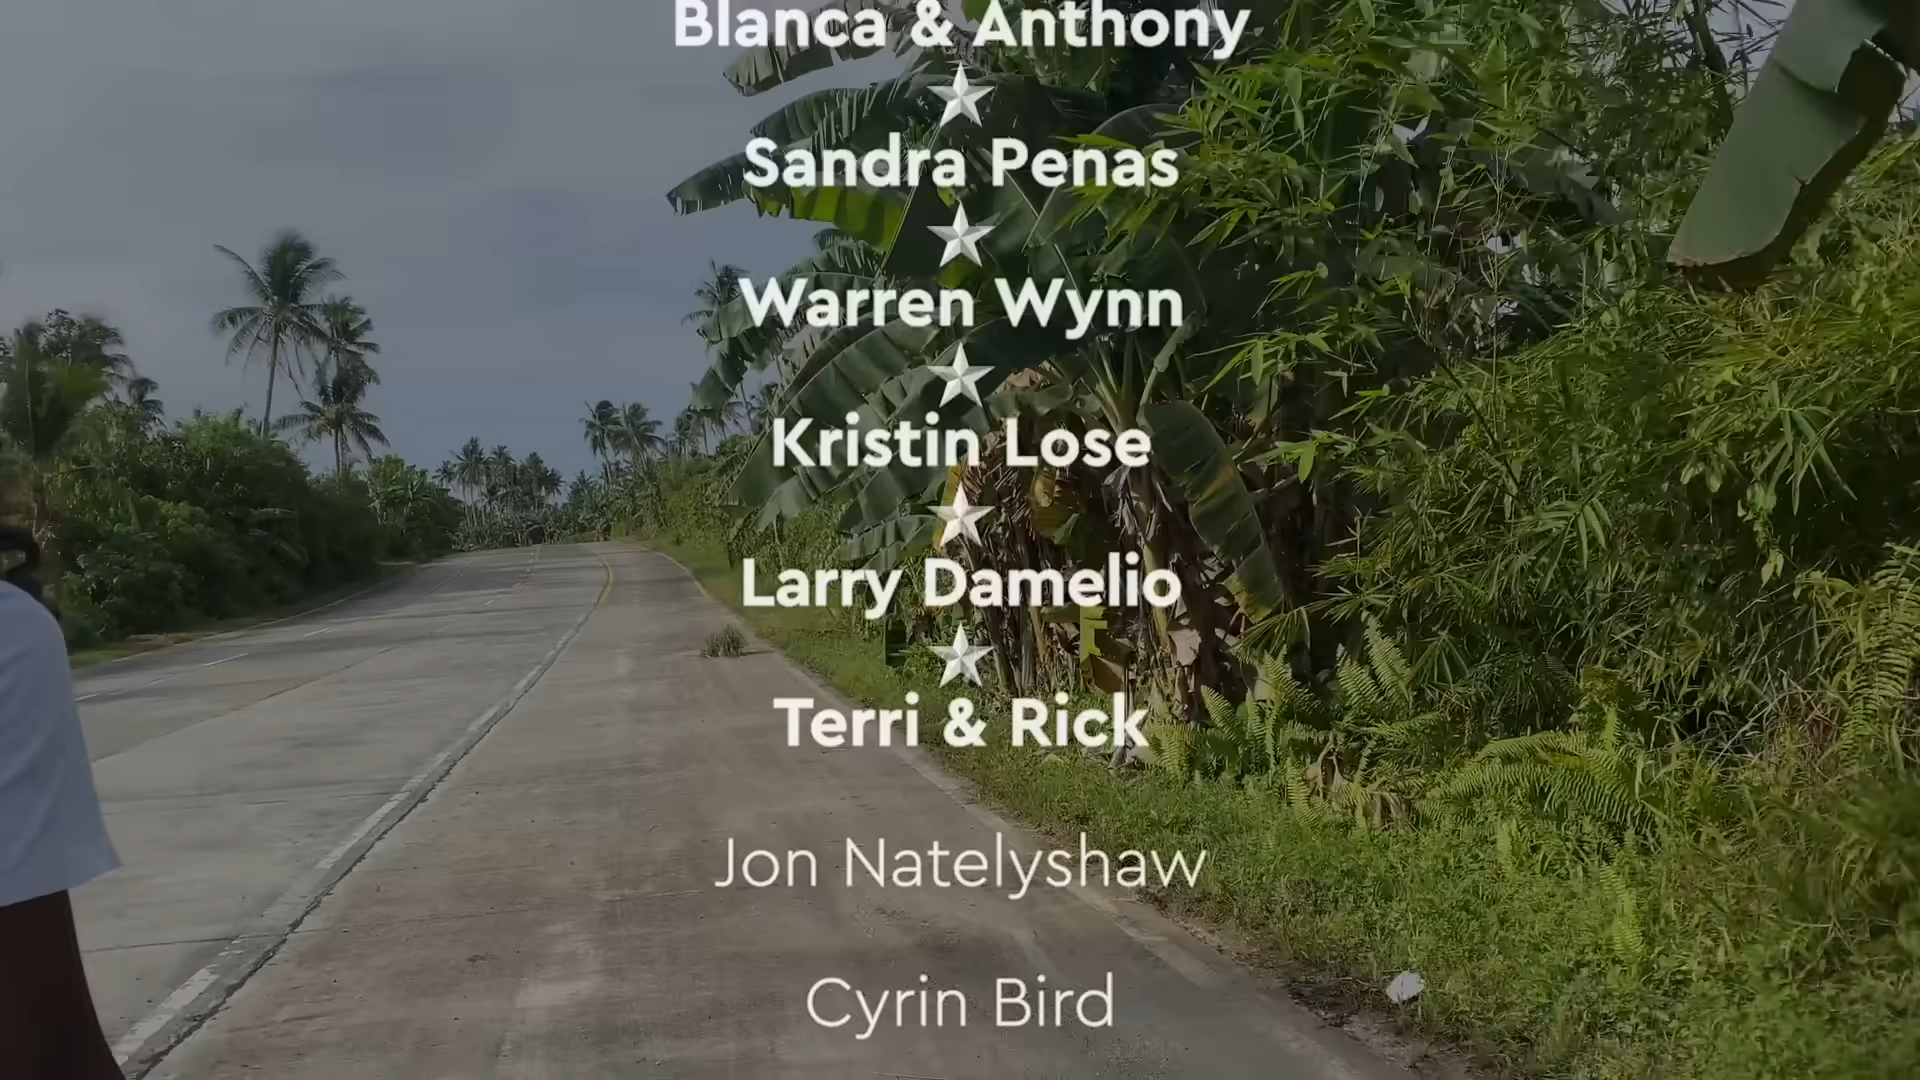 Blanca & Anthony
Sandra Penas
Warren Wynn
Kristin Lose
Larry Damelio
Terri & Rick
Jon Natelyshaw
Cyrin Bird